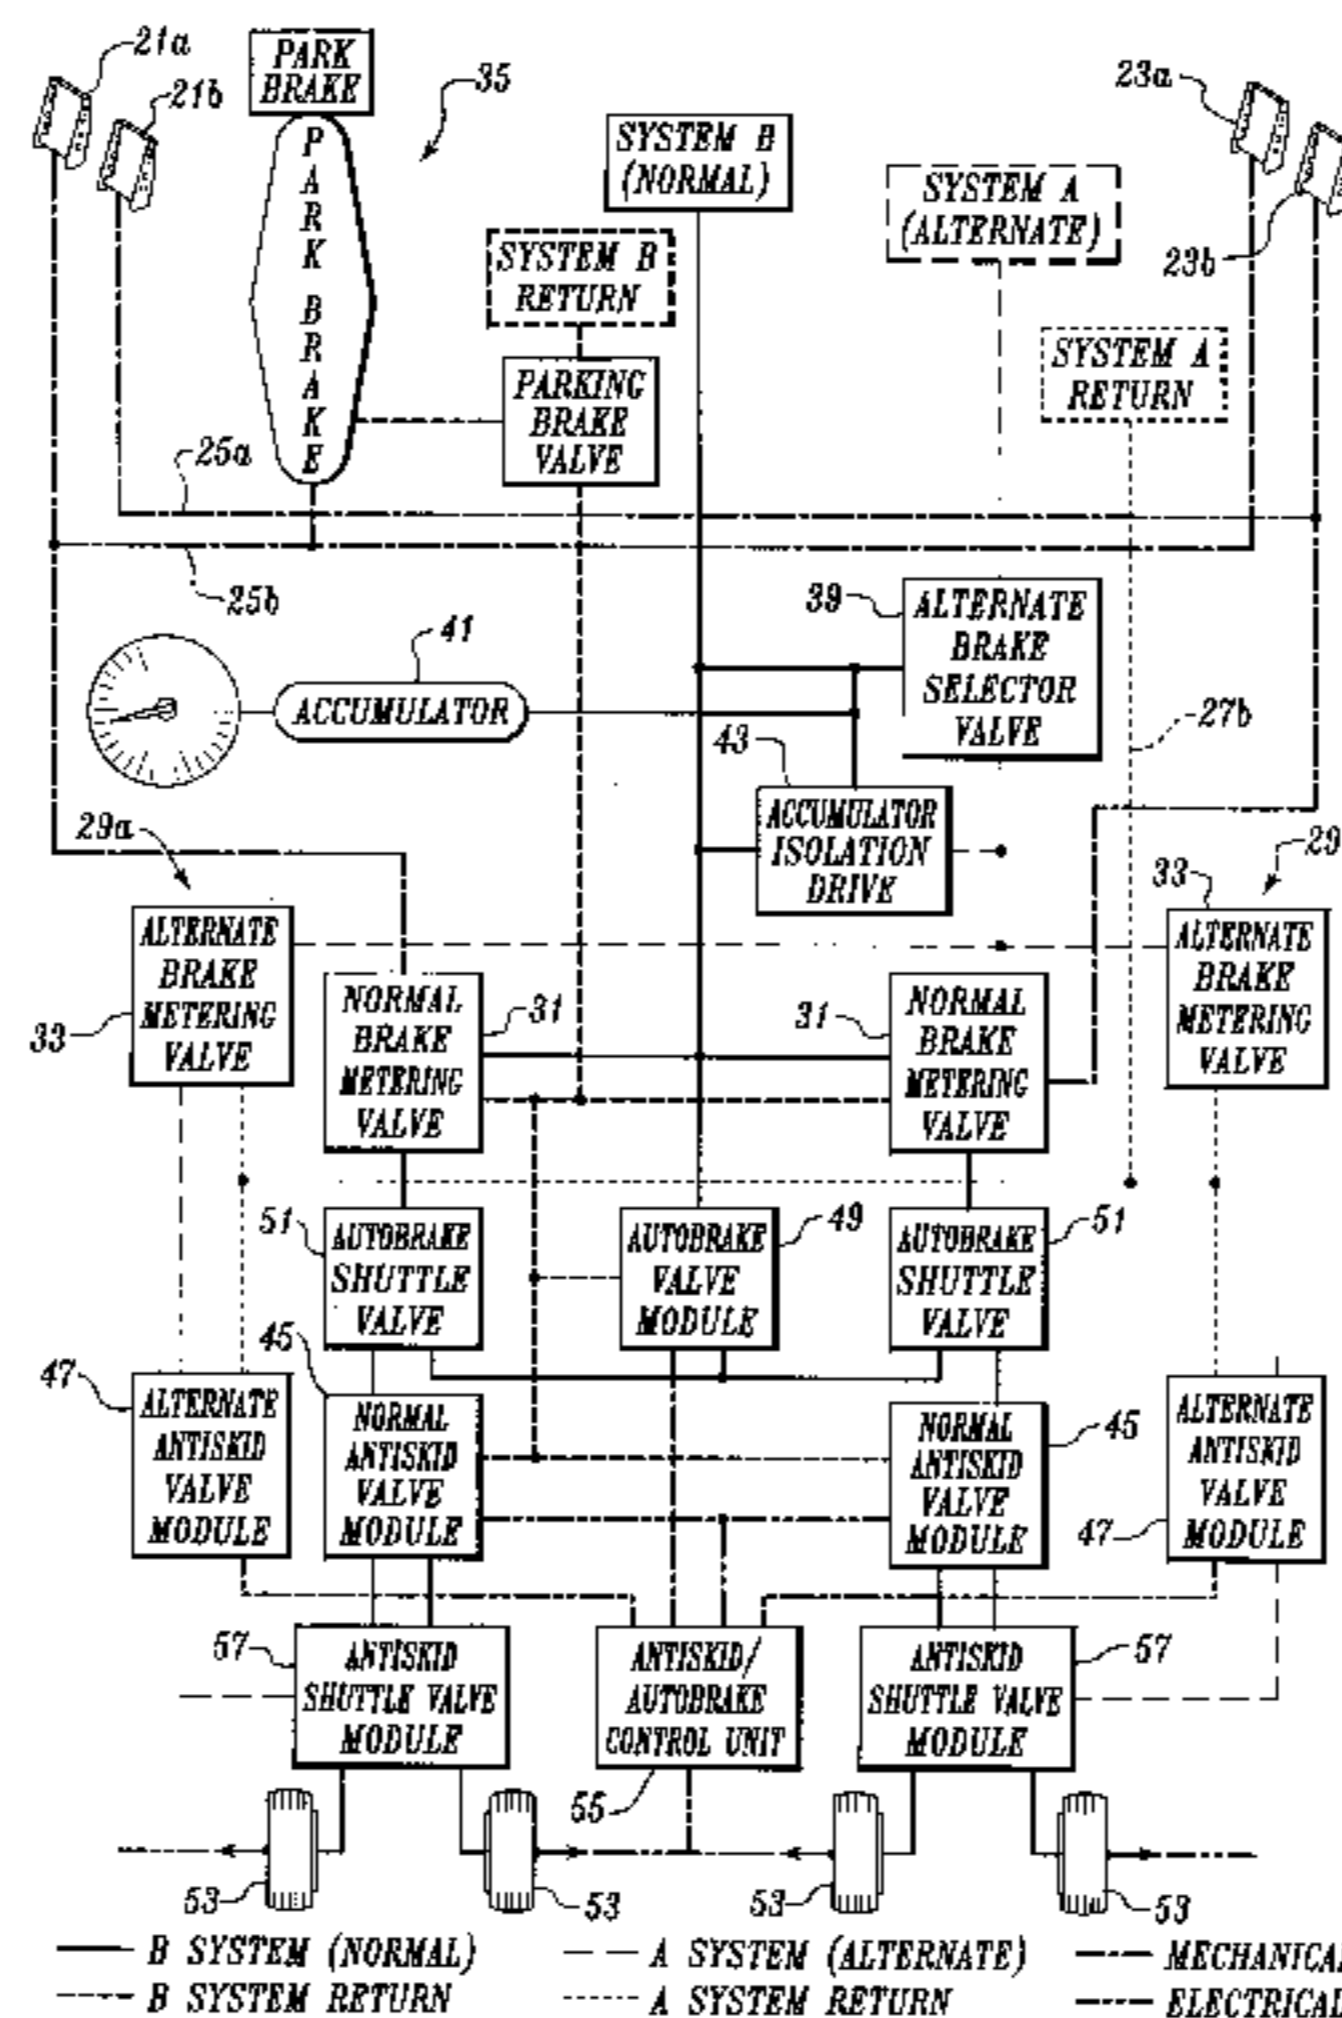 21a
21b
PARK
BRAKE
35
PARK BRAKE
SYSTEM B
(NORMAL)
SYSTEM B
RETURN
PARKING
BRAKE
VALVE
SYSTEM A
(ALTERNATE)
SYSTEM A
RETURN
23a
23b
25a
25b
41
ACCUMULATOR
39
ALTERNATE
BRAKE
SELECTOR
VALVE
27b
43
ACCUMULATOR
ISOLATION
DRIVE
29a
ALTERNATE
BRAKE
METERING
VALVE
33
NORMAL
BRAKE
METERING
VALVE
31
31
NORMAL
BRAKE
METERING
VALVE
29
33
ALTERNATE
BRAKE
METERING
VALVE
51
AUTOBRAKE
SHUTTLE
VALVE
AUTOBRAKE
VALVE
MODULE
49
AUTOBRAKE
SHUTTLE
VALVE
51
47
ALTERNATE
ANTISKID
VALVE
MODULE
45
NORMAL
ANTISKID
VALVE
MODULE
NORMAL
ANTISKID
VALVE
MODULE
45
ALTERNATE
ANTISKID
VALVE
MODULE
47
57
ANTISKID
SHUTTLE VALVE
MODULE
ANTISKID/
AUTOBRAKE
CONTROL UNIT
55
ANTISKID
SHUTTLE VALVE
MODULE
57
53
53
53
53
B SYSTEM (NORMAL)
A SYSTEM (ALTERNATE)
MECHANICAL
B SYSTEM RETURN
A SYSTEM RETURN
ELECTRICAL